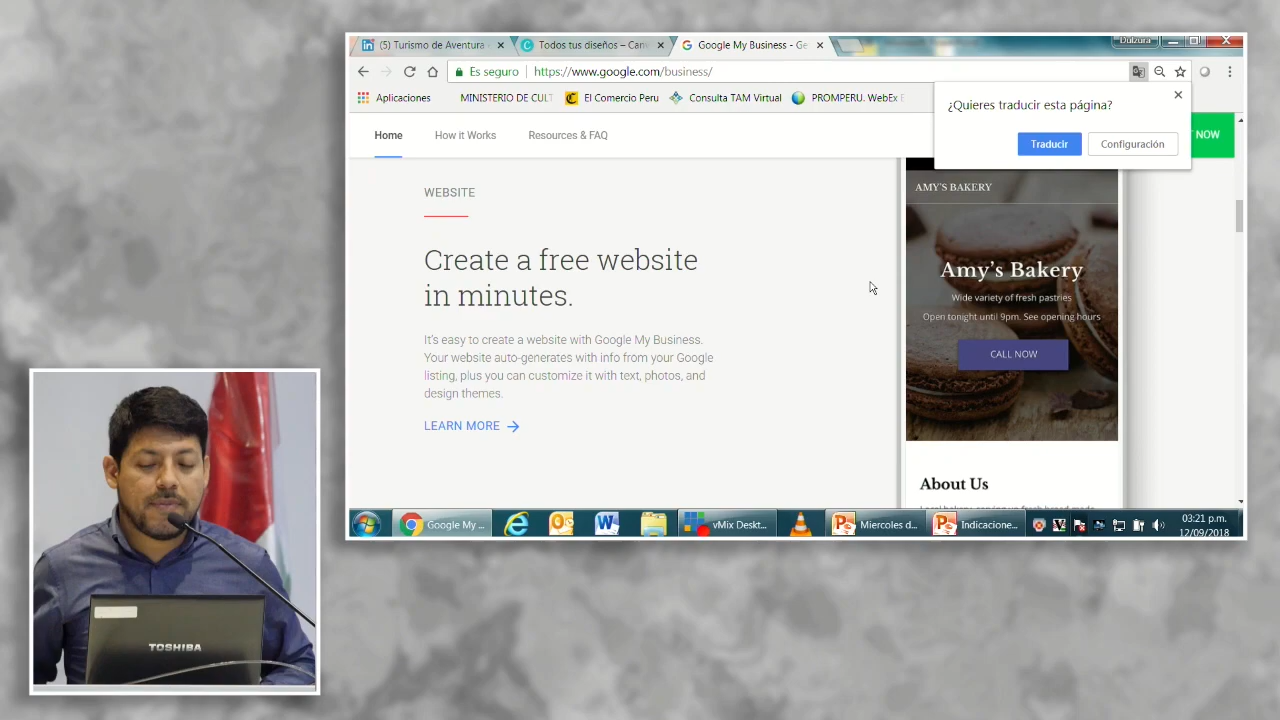 (5) Turismo de Aventura
Todos tus diseños – Can
Google My Business - Ge
Dulzura
Es seguro
https://www.google.com/business/
Aplicaciones
MINISTERIO DE CULT
El Comercio Peru
Consulta TAM Virtual
PROMPERU. WebEx E
¿Quieres traducir esta página?
Traducir
Configuración
Home
How it Works
Resources & FAQ
NOW
WEBSITE
Create a free website
in minutes.
It's easy to create a website with Google My Business.
Your website auto-generates with info from your Google
listing, plus you can customize it with text, photos, and
design themes.
LEARN MORE
AMY'S BAKERY
Amy's Bakery
Wide variety of fresh pastries
Open tonight until 9pm. See opening hours
CALL NOW
About Us
Google My ...
vMix Deskt...
Miercoles d...
Indicacione...
03:21 p.m.
12/09/2018
TOSHIBA